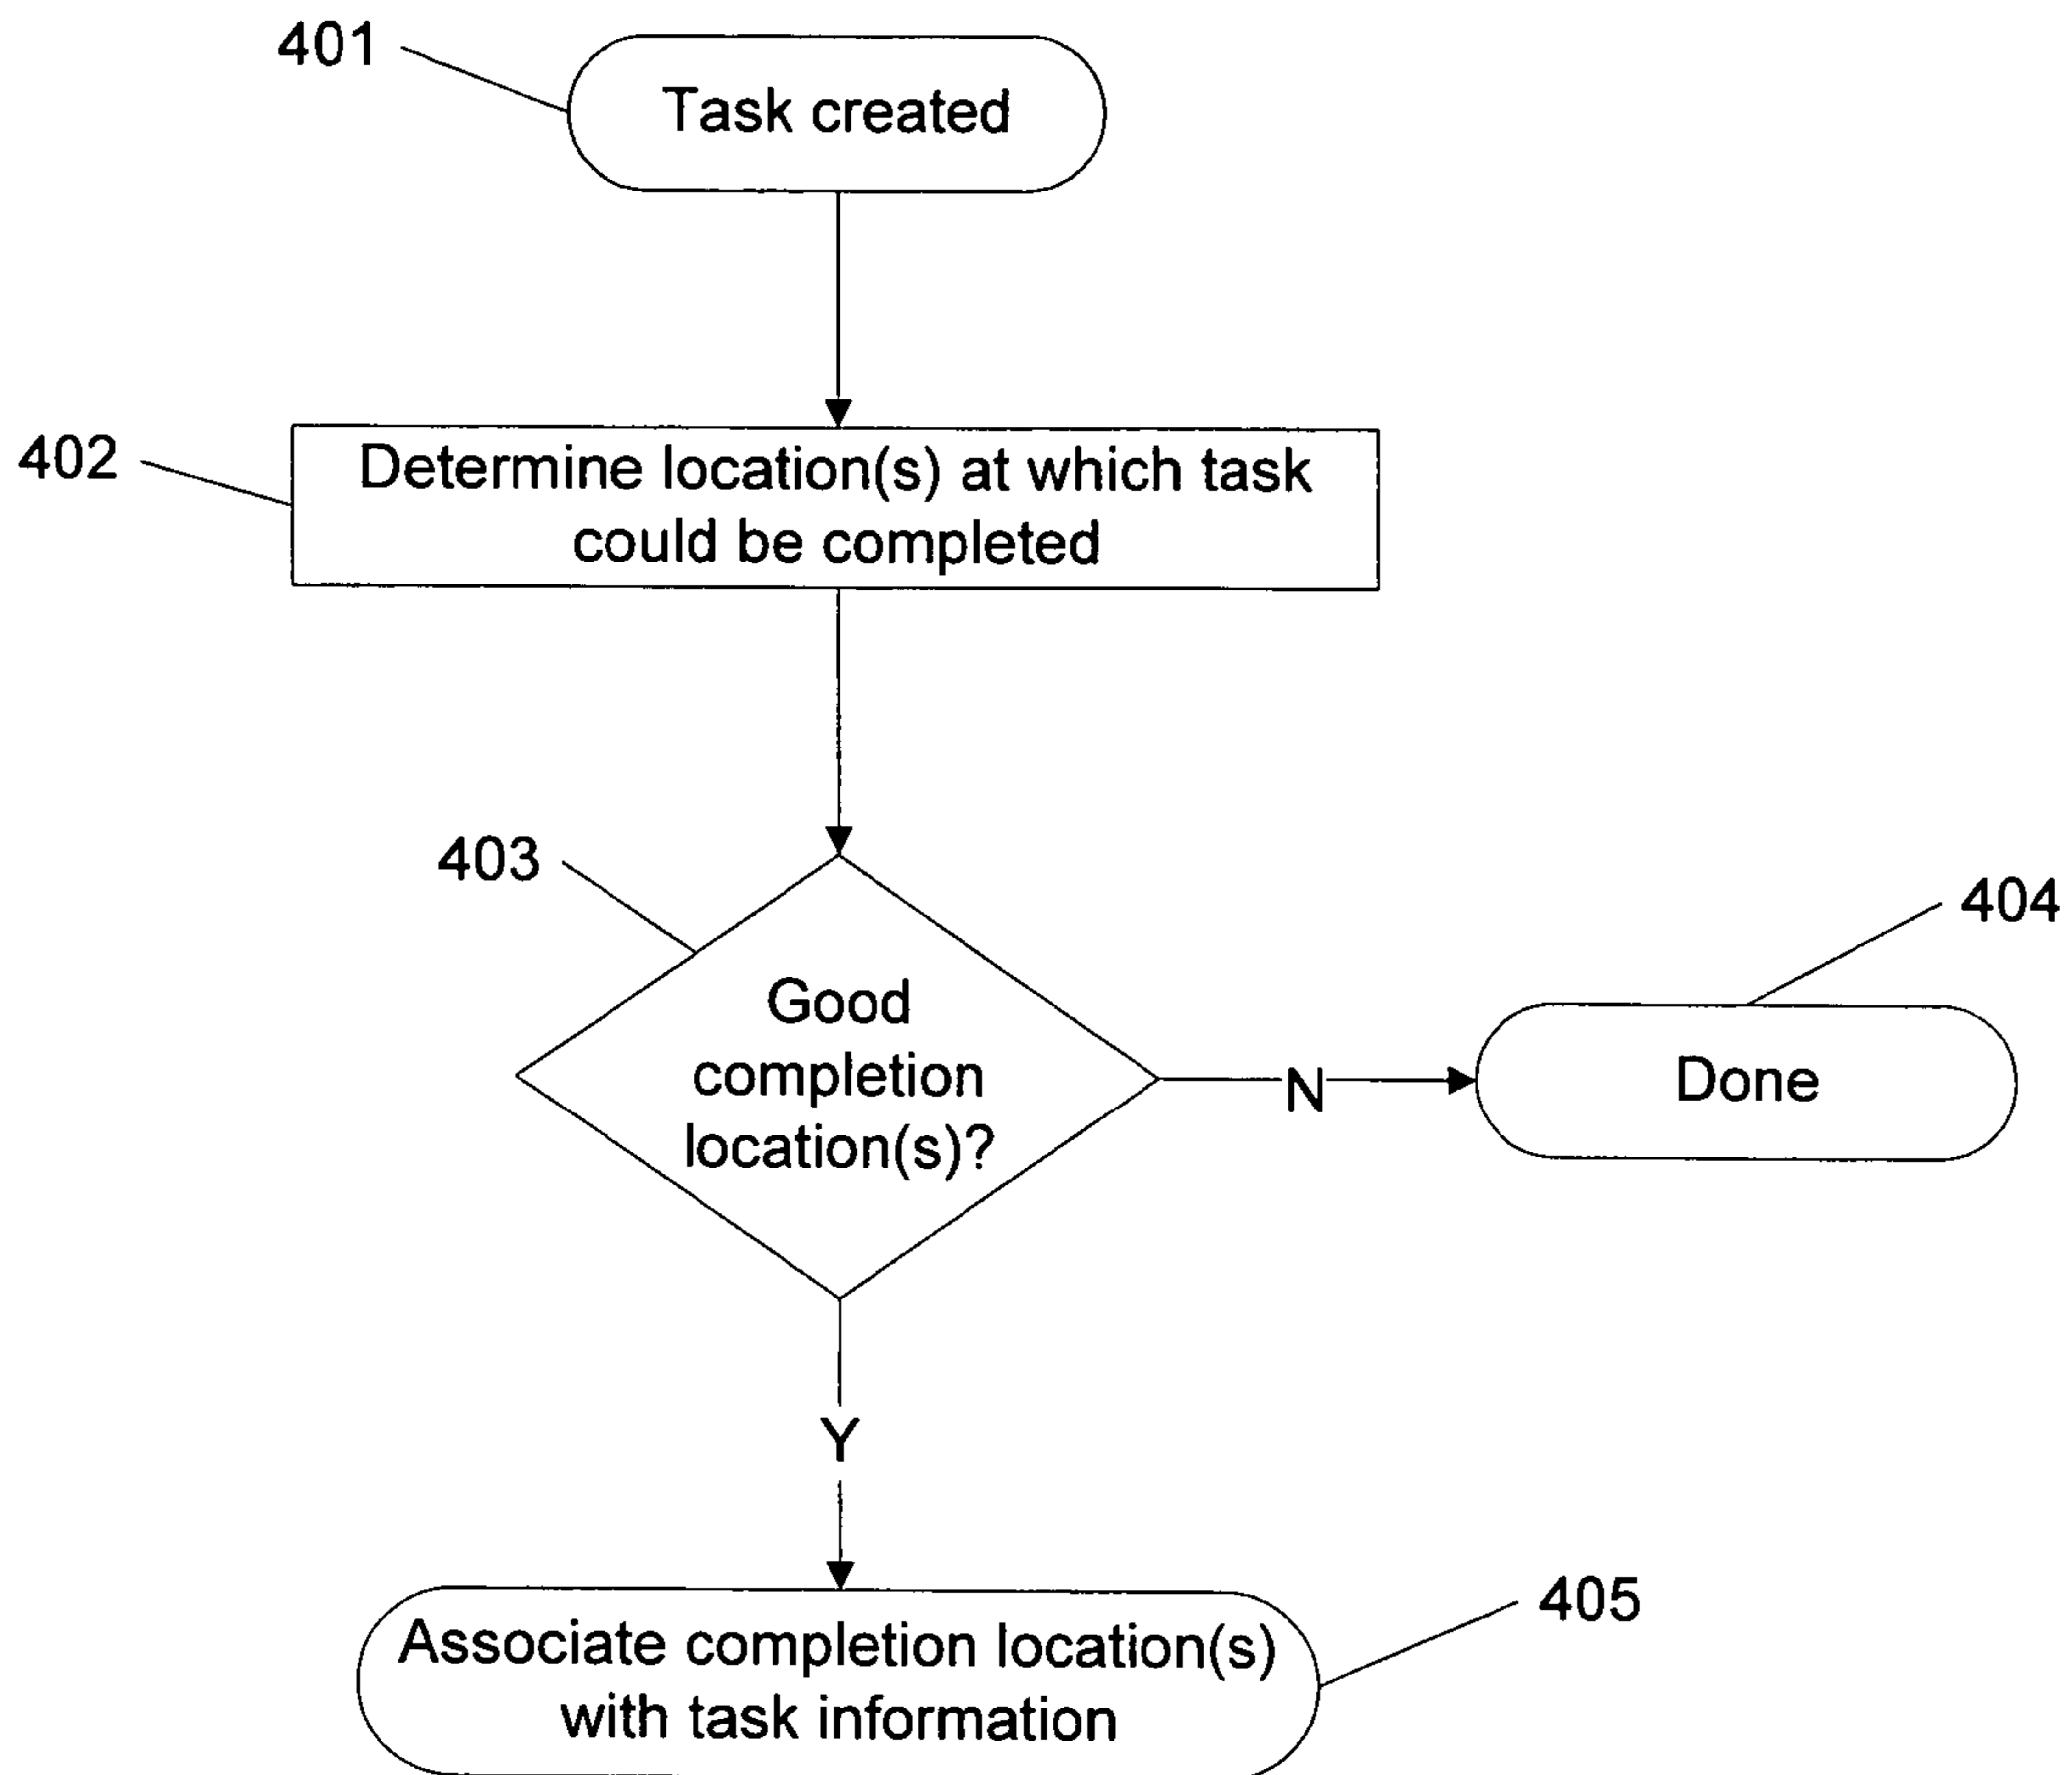 401
Task created
402
Determine location(s) at which task
could be completed
403
404
Good
completion
location(s)?
N
Done
Y
405
Associate completion location(s)
with task information